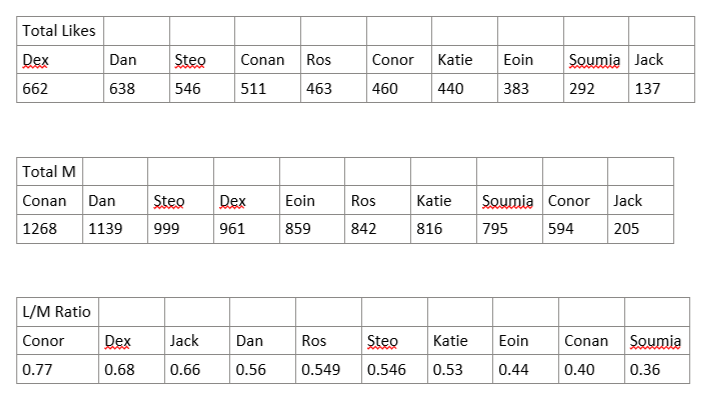 Total Likes
Dex Dan Steo Conan Ros Conor Katie Eoin Soumia Jack
662 638 546 511 463 460 440 383 292 137
Total M
Conan Dan Steo Dex Eoin Ros Katie Soumia Conor Jack
1268 1139 999 961 859 842 816 795 594 205
L/M Ratio
Conor Dex Jack Dan Ros Steo Katie Eoin Conan Soumia
0.77 0.68 0.66 0.56 0.549 0.546 0.53 0.44 0.40 0.36